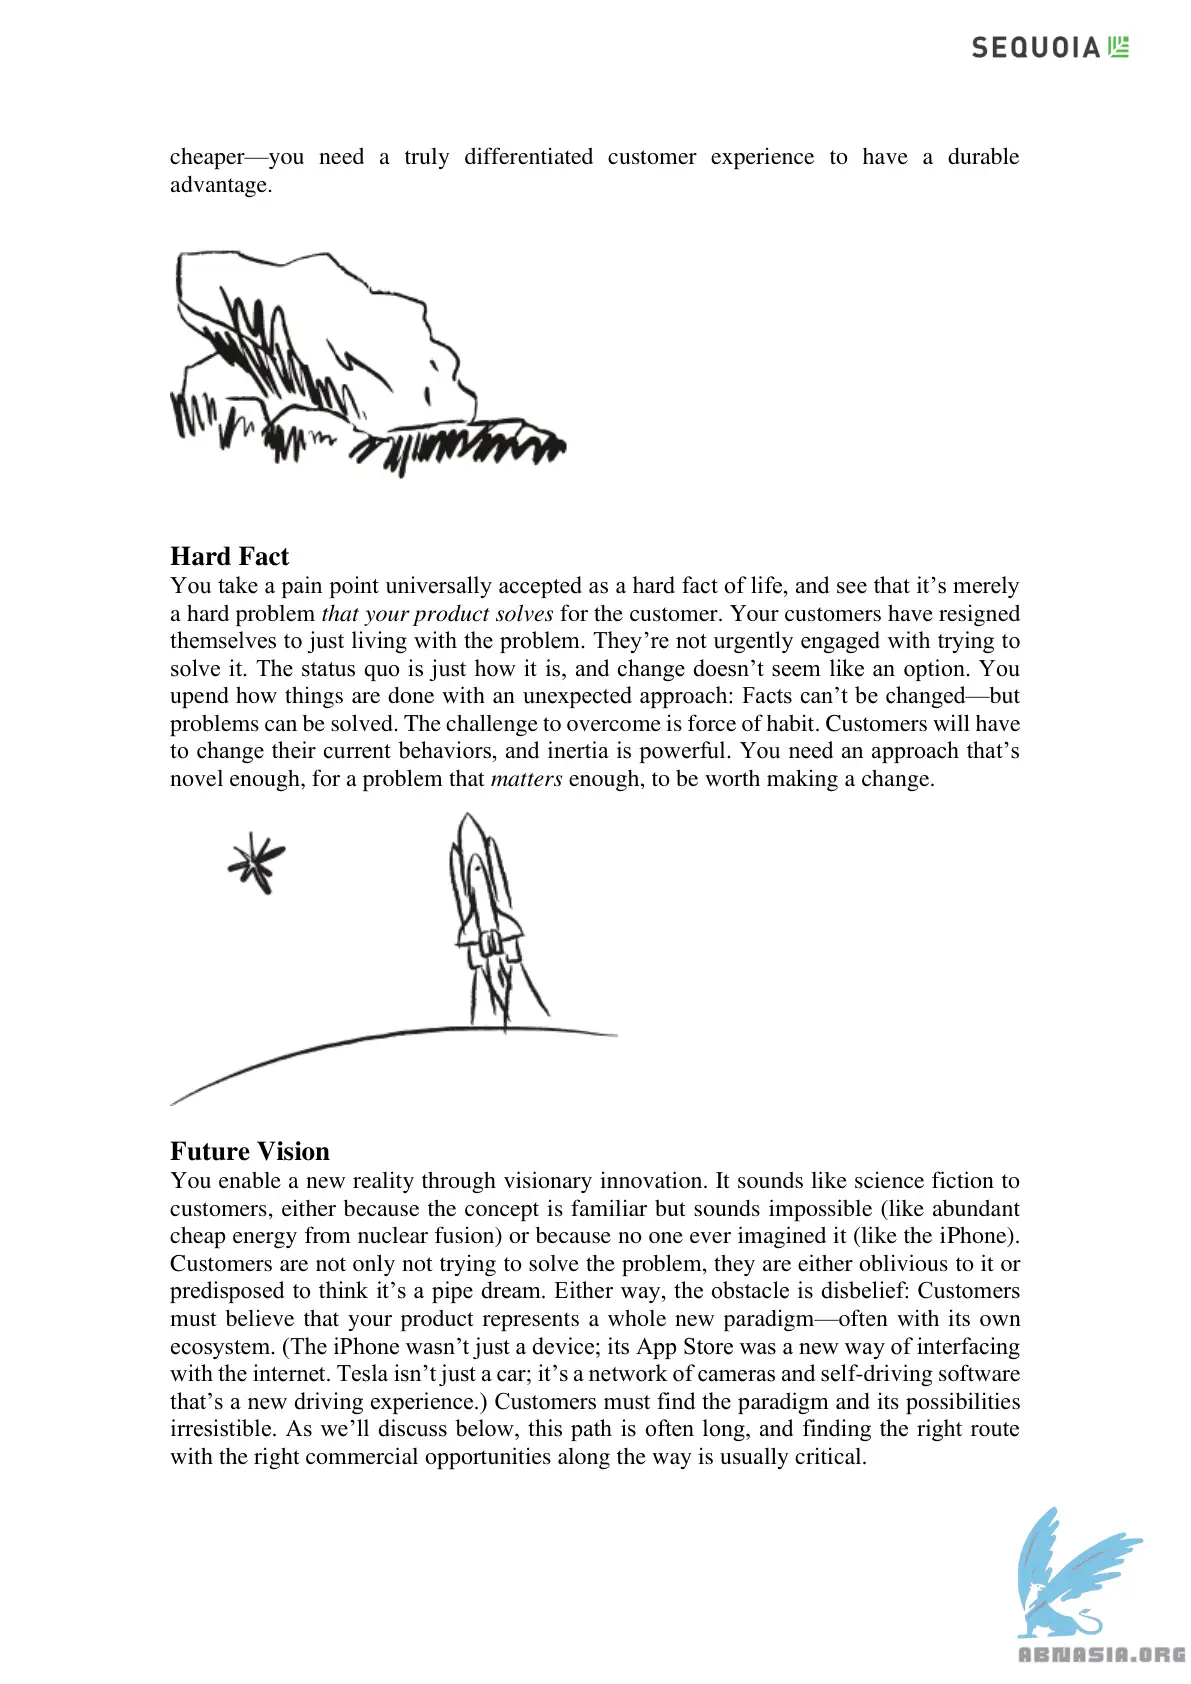 SEQUOIA
cheaper—you need a truly differentiated customer experience to have a durable
advantage.
Hard Fact
You take a pain point universally accepted as a hard fact of life, and see that it’s merely
a hard problem that your product solves for the customer. Your customers have resigned
themselves to just living with the problem. They’re not urgently engaged with trying to
solve it. The status quo is just how it is, and change doesn’t seem like an option. You
upend how things are done with an unexpected approach: Facts can’t be changed—but
problems can be solved. The challenge to overcome is force of habit. Customers will have
to change their current behaviors, and inertia is powerful. You need an approach that’s
novel enough, for a problem that matters enough, to be worth making a change.
Future Vision
You enable a new reality through visionary innovation. It sounds like science fiction to
customers, either because the concept is familiar but sounds impossible (like abundant
cheap energy from nuclear fusion) or because no one ever imagined it (like the iPhone).
Customers are not only not trying to solve the problem, they are either oblivious to it or
predisposed to think it’s a pipe dream. Either way, the obstacle is disbelief: Customers
must believe that your product represents a whole new paradigm—often with its own
ecosystem. (The iPhone wasn’t just a device; its App Store was a new way of interfacing
with the internet. Tesla isn’t just a car; it’s a network of cameras and self-driving software
that’s a new driving experience.) Customers must find the paradigm and its possibilities
irresistible. As we’ll discuss below, this path is often long, and finding the right route
with the right commercial opportunities along the way is usually critical.
ABNASIA.ORG